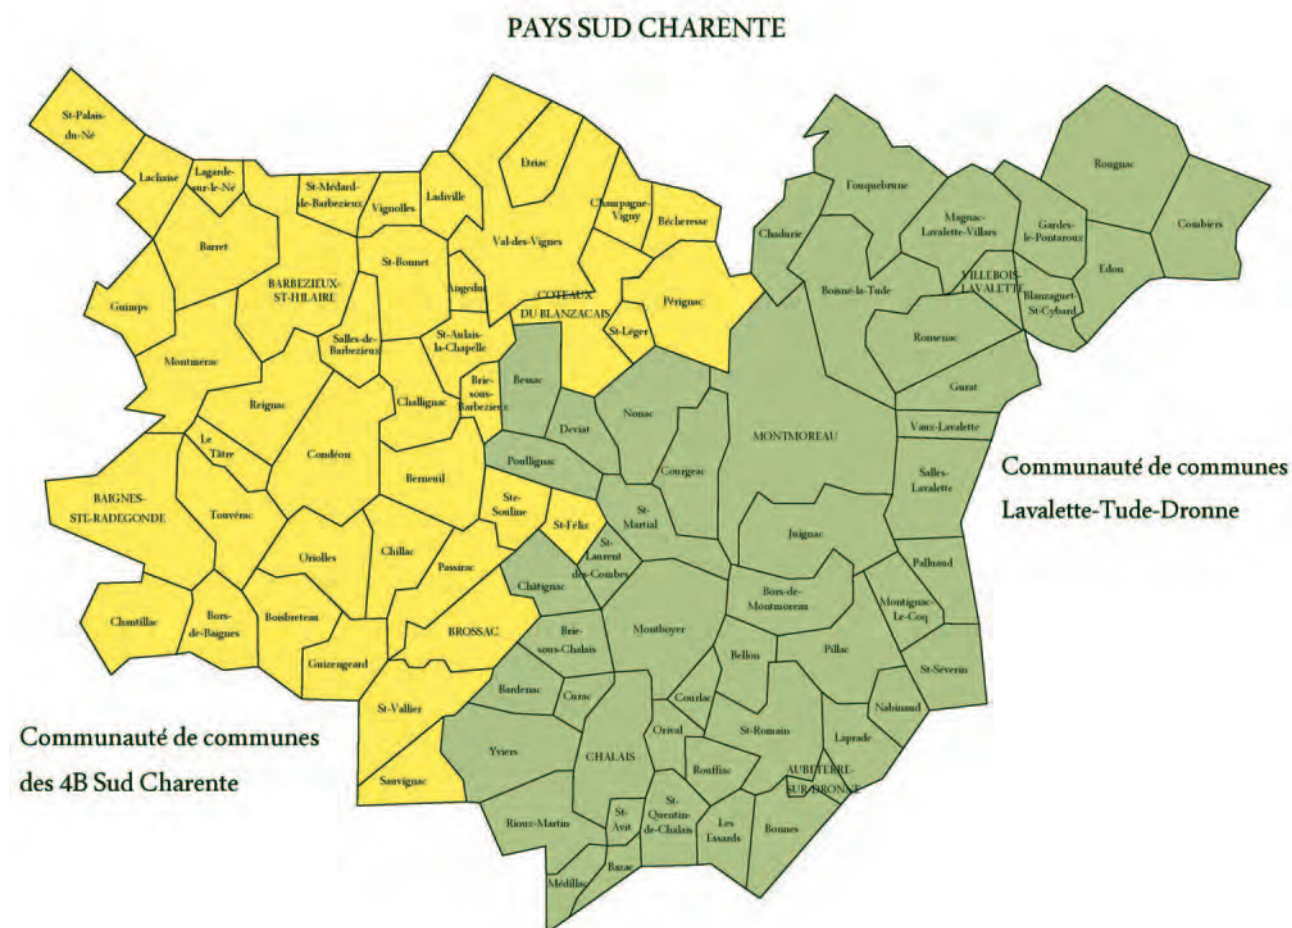 PAYS SUD CHARENTE
St-Palais-
du-Né
Lachaise
Lagarde-
sur-le-Né
St-Médard-
de-Barbezieux
Vignolles
Ladiville
Etriac
Champagne-
Vigny
Bécheresse
Val-des-Vignes
Barret
BARBEZIEUX-
ST-HILAIRE
St-Bonnet
Angeduc
COTEAUX
DU BLANZACAIS
Pérignac
St-Léger
Guimps
Montmérac
Salles-de-
Barbezieux
St-Aulais-
la-Chapelle
Brie-
sous-
Barbezieux
Challignac
Reignac
Le
Tâtre
Condéon
Berneuil
BAIGNES-
STE-RADEGONDE
Touvérac
Oriolles
Chillac
Passirac
Ste-
Souline
St-Félix
Chantillac
Bors-
de-Baignes
Boisbreteau
Guizengeard
BROSSAC
St-Vallier
Sauvignac
Communauté de communes
des 4B Sud Charente
Rougnac
Combiers
Fouquebrune
Chadurie
Magnac-
Lavalette-Villars
Gardes-
le-Pontaroux
Edon
VILLEBOIS-
LAVALETTE
Blanzaguet-
St-Cybard
Boisné-la-Tude
Ronsenac
Gurat
Vaux-Lavalette
Salles-
Lavalette
Bessac
Deviat
Nonac
Courgeac
MONTMOREAU
Poullignac
St-
Martial
Juignac
St-
Laurent
des-Combes
Châtignac
Palluaud
Montignac-
Le-Coq
St-Séverin
Bors-de-
Montmoreau
Montboyer
Brie-
sous-Chalais
Bellon
Pillac
Nabinaud
Bardenac
Curac
Courlac
Orival
St-Romain
Laprade
Yviers
CHALAIS
Rouffiac
AUBETERRE-
SUR-DRONNE
Rioux-Martin
St-
Avit
St-
Quentin-
de-Chalais
Les
Essards
Bonnes
Bazac
Médillac
Communauté de communes
Lavalette-Tude-Dronne